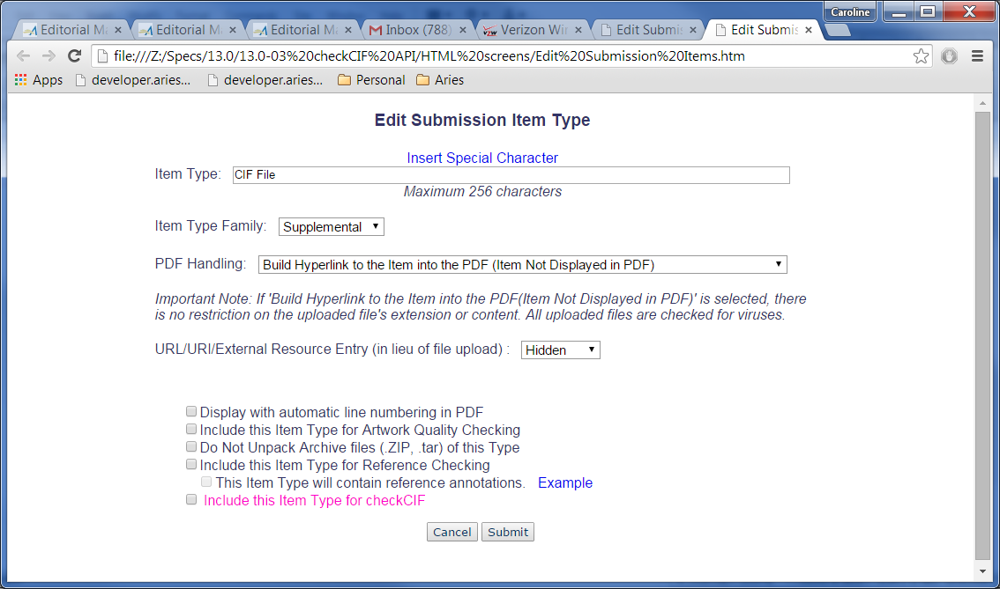 Caroline
Editorial Ma
Editorial Ma
Editorial Ma
Inbox (788)
Verizon Wir
Edit Submis
Edit Submis
file:///Z:/Specs/13.0/13.0-03%20checkCIF%20API/HTML%20screens/Edit%20Submission%20Items.htm
Apps developer.aries... developer.aries... Personal Aries
Edit Submission Item Type
Insert Special Character
Item Type: CIF File
Maximum 256 characters
Item Type Family: Supplemental
PDF Handling: Build Hyperlink to the Item into the PDF (Item Not Displayed in PDF)
Important Note: If 'Build Hyperlink to the Item into the PDF(Item Not Displayed in PDF)' is selected, there
is no restriction on the uploaded file's extension or content. All uploaded files are checked for viruses.
URL/URI/External Resource Entry (in lieu of file upload) : Hidden
Display with automatic line numbering in PDF
Include this Item Type for Artwork Quality Checking
Do Not Unpack Archive files (.ZIP, .tar) of this Type
Include this Item Type for Reference Checking
This Item Type will contain reference annotations. Example
Include this Item Type for checkCIF
Cancel Submit